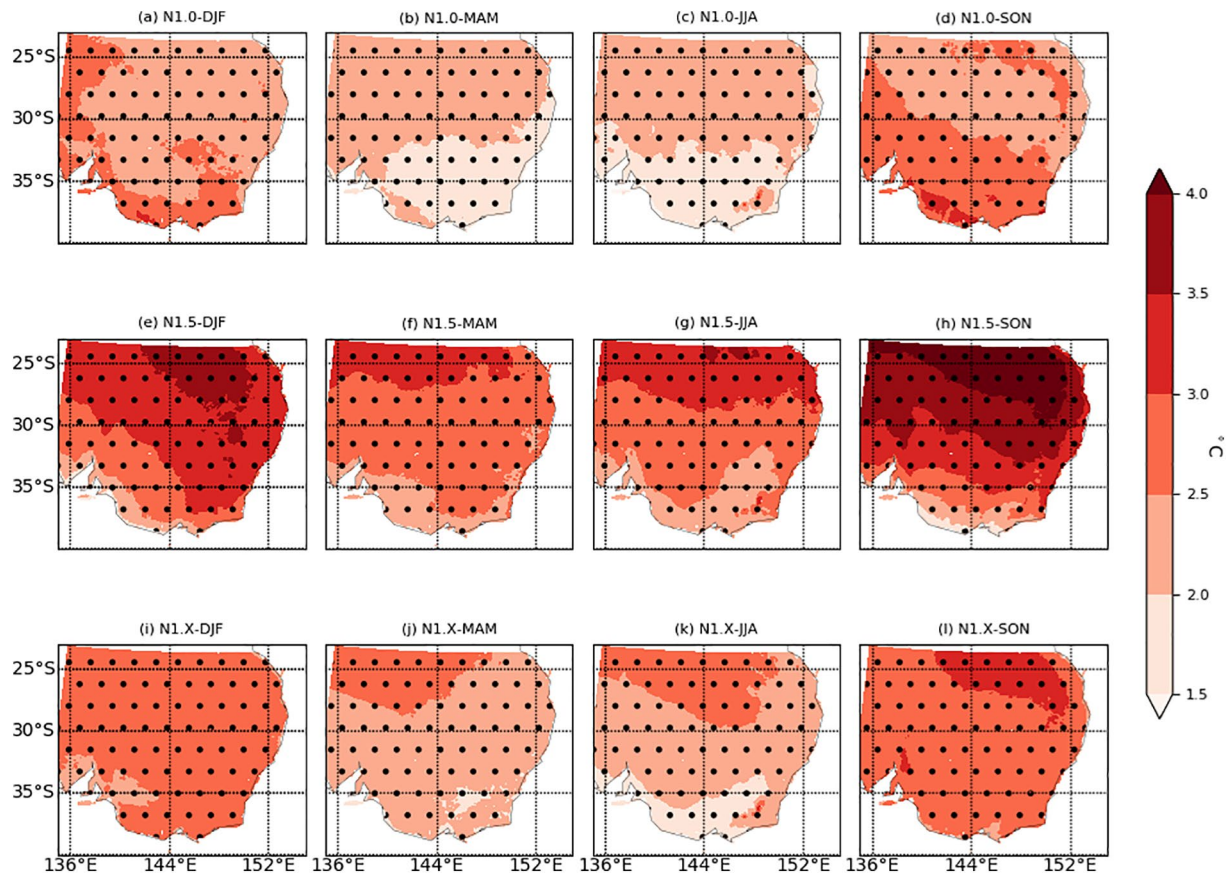 (a) N1.0-DJF (b) N1.0-MAM (c) N1.0-JJA (d) N1.0-SON
25°S
30°S
35°S
(e) N1.5-DJF (f) N1.5-MAM (g) N1.5-JJA (h) N1.5-SON
25°S
30°S
35°S
(i) N1.X-DJF (j) N1.X-MAM (k) N1.X-JJA (l) N1.X-SON
25°S
30°S
35°S
136°E 144°E 152°E 136°E 144°E 152°E 136°E 144°E 152°E 136°E 144°E 152°E
4.0
3.5
3.0
2.5
2.0
1.5
°C